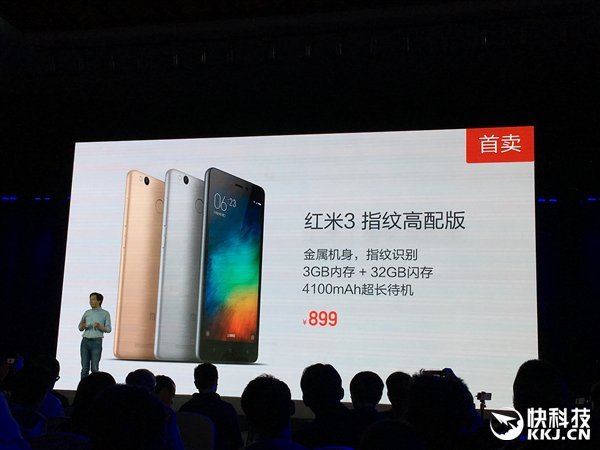 首卖
红米3 指纹高配版
金属机身，指纹识别
3GB内存 + 32GB闪存
4100mAh超长待机
¥899
06:23
快科技
KKJ.CN